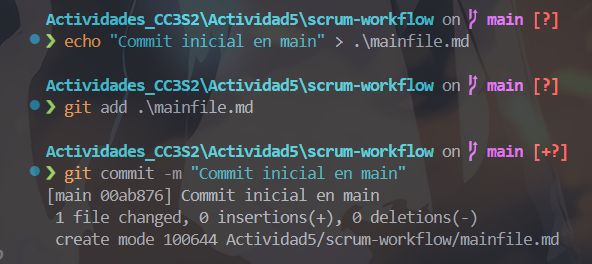 Actividades_CC3S2\Actividad5\scrum-workflow on main [?]
❯ echo "Commit inicial en main" > .\mainfile.md
Actividades_CC3S2\Actividad5\scrum-workflow on main [?]
❯ git add .\mainfile.md
Actividades_CC3S2\Actividad5\scrum-workflow on main [+?]
❯ git commit -m "Commit inicial en main"
[main 00ab876] Commit inicial en main
1 file changed, 0 insertions(+), 0 deletions(-)
create mode 100644 Actividad5/scrum-workflow/mainfile.md